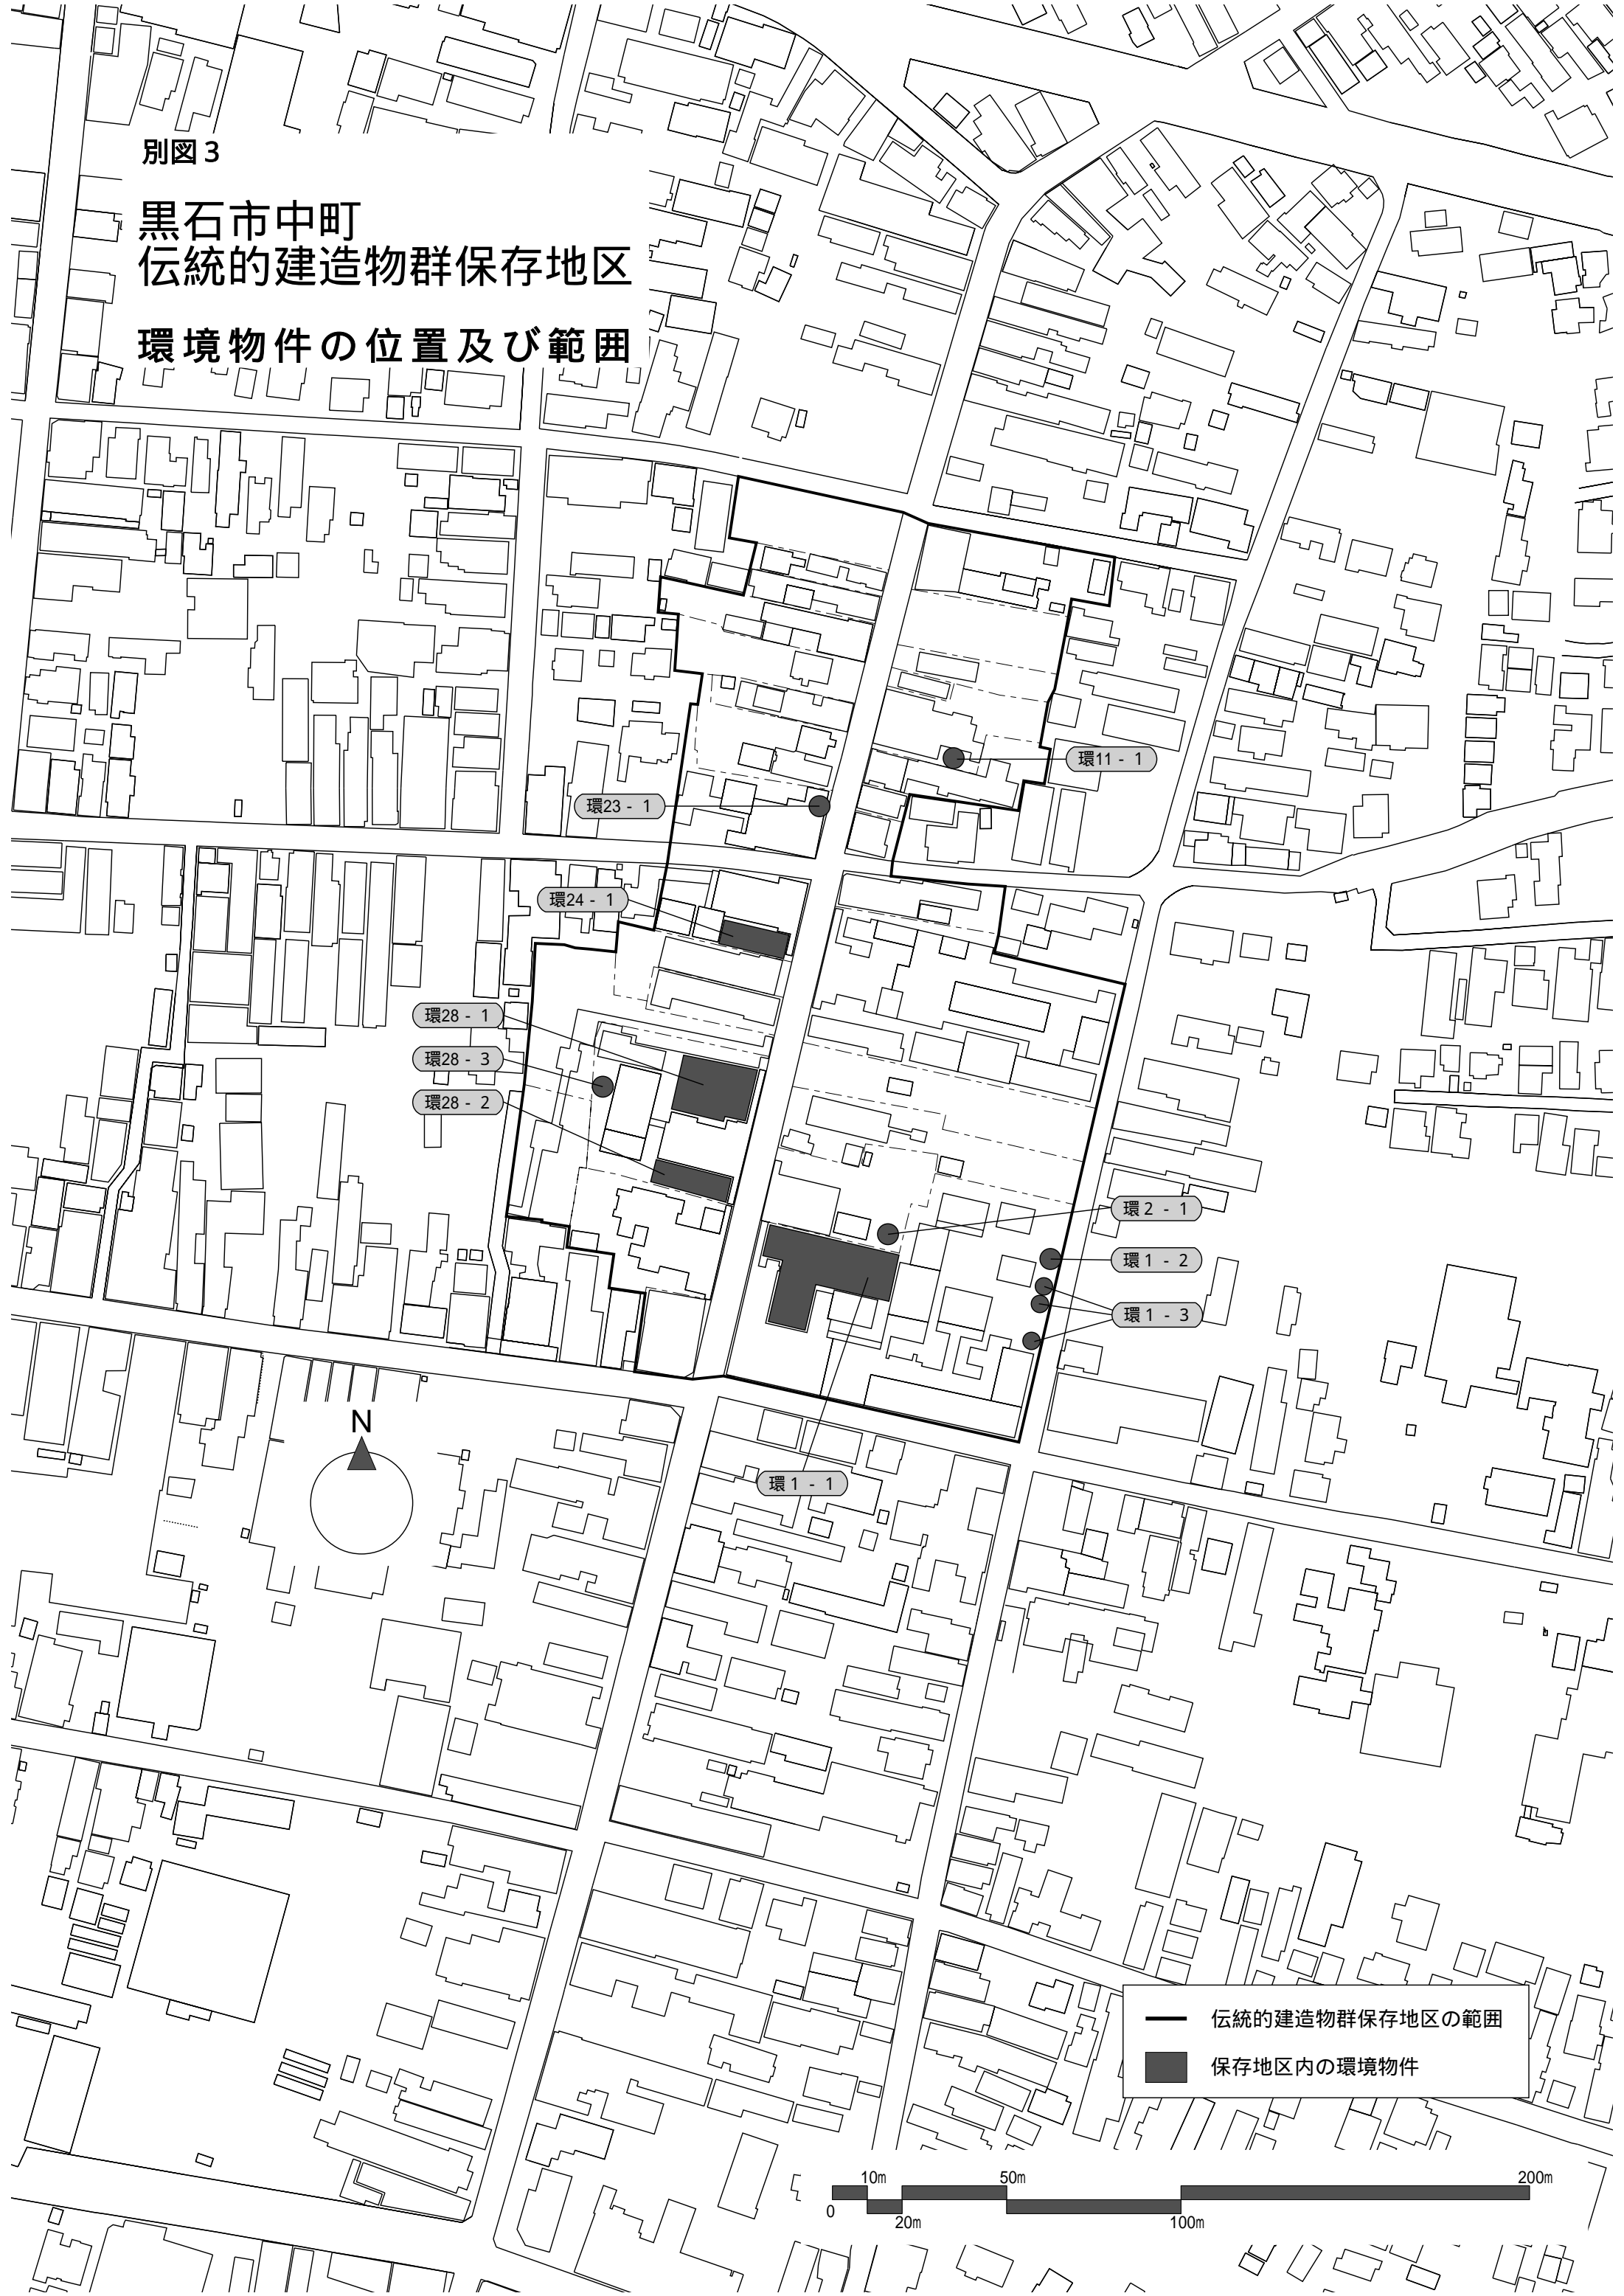 別図3
黒石市中町
伝統的建造物群保存地区
環境物件の位置及び範囲
環11 - 1
環23 - 1
環24 - 1
環28 - 1
環28 - 3
環28 - 2
環2 - 1
環1 - 2
環1 - 3
N
環1 - 1
伝統的建造物群保存地区の範囲
保存地区内の環境物件
10m 50m 200m
0 20m 100m